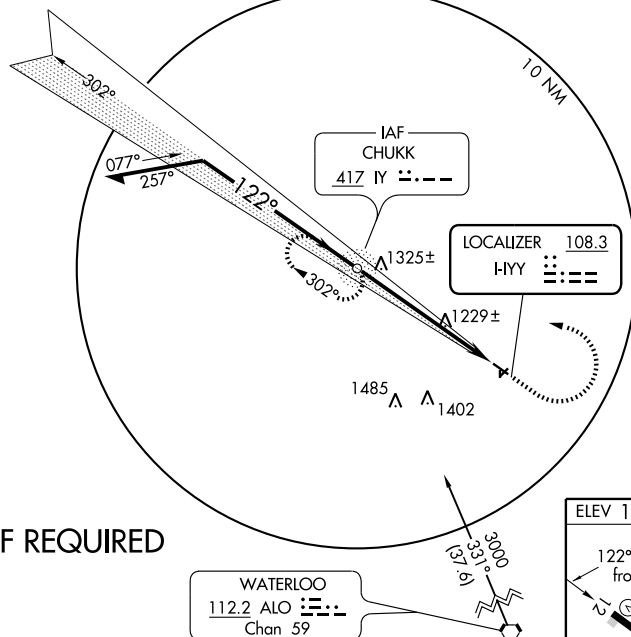 10 NM
302°
077°
257°
122°
IAF
CHUKK
417 IY
1325±
LOCALIZER 108.3
I-IYY
302°
1229±
1485
1402
F REQUIRED
3000
331°
(37.6)
WATERLOO
112.2 ALO
Chan 59
ELEV 1
122°
fro
12